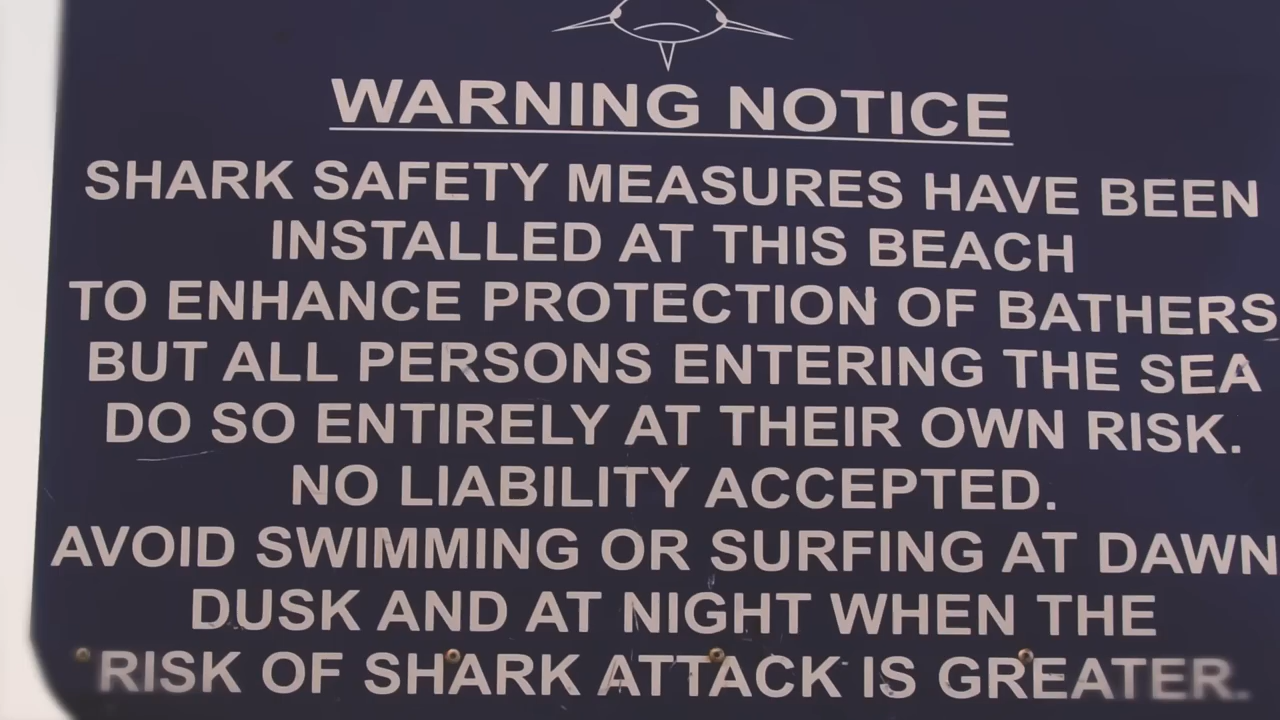 WARNING NOTICE
SHARK SAFETY MEASURES HAVE BEEN
INSTALLED AT THIS BEACH
TO ENHANCE PROTECTION OF BATHERS
BUT ALL PERSONS ENTERING THE SEA
DO SO ENTIRELY AT THEIR OWN RISK.
NO LIABILITY ACCEPTED.
AVOID SWIMMING OR SURFING AT DAWN
DUSK AND AT NIGHT WHEN THE
RISK OF SHARK ATTACK IS GREATER.